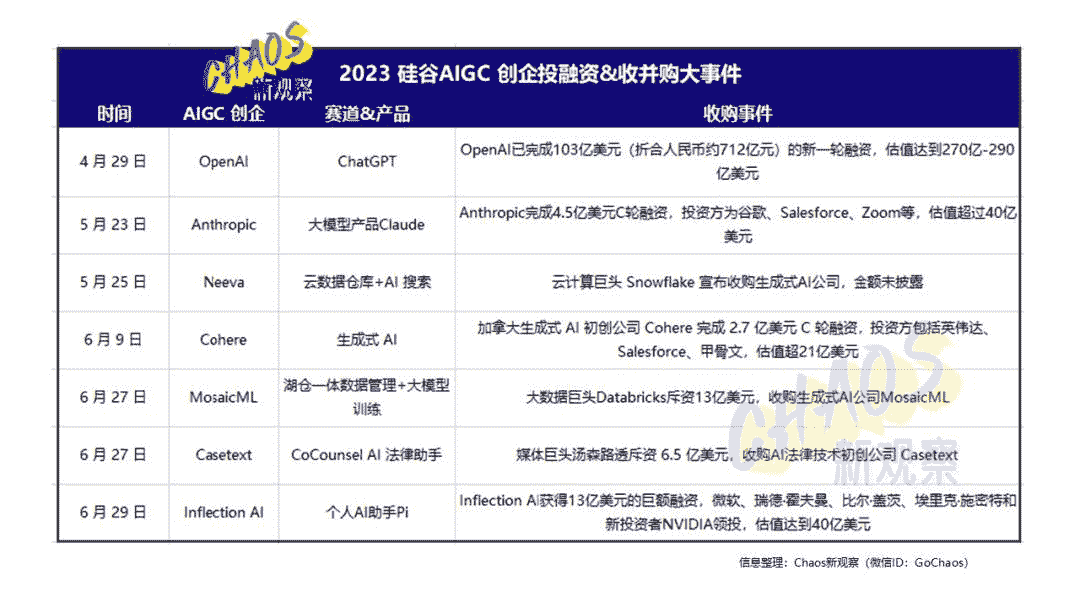 CHAOS
新观察
2023 硅谷AIGC 创企投融资&收并购大事件
时间 AIGC 创企 赛道&产品 收购事件
4 月 29 日 OpenAI ChatGPT OpenAI已完成103亿美元（折合人民币约712亿元）的新一轮融资，估值达到270亿-290
亿美元
5 月 23 日 Anthropic 大模型产品Claude Anthropic完成4.5亿美元C轮融资，投资方为谷歌、Salesforce、Zoom等，估值超过40亿
美元
5 月 25 日 Neeva 云数据仓库+AI 搜索 云计算巨头 Snowflake 宣布收购生成式AI公司，金额未披露
6 月 9 日 Cohere 生成式 AI 加拿大生成式 AI 初创公司 Cohere 完成 2.7 亿美元 C 轮融资，投资方包括英伟达、
Salesforce、甲骨文，估值超21亿美元
6 月 27 日 MosaicML 湖仓一体数据管理+大模型
训练 大数据巨头Databricks斥资13亿美元，收购生成式AI公司MosaicML
6 月 27 日 Casetext CoCounsel AI 法律助手 媒体巨头汤森路透斥资 6.5 亿美元，收购AI法律技术初创公司 Casetext
6 月 29 日 Inflection AI 个人AI助手Pi Inflection AI获得13亿美元的巨额融资，微软、瑞德·霍夫曼、比尔·盖茨、埃里克·施密特和
新投资者NVIDIA领投，估值达到40亿美元
CHAOS
新观察
信息整理：Chaos新观察（微信ID：GoChaos）